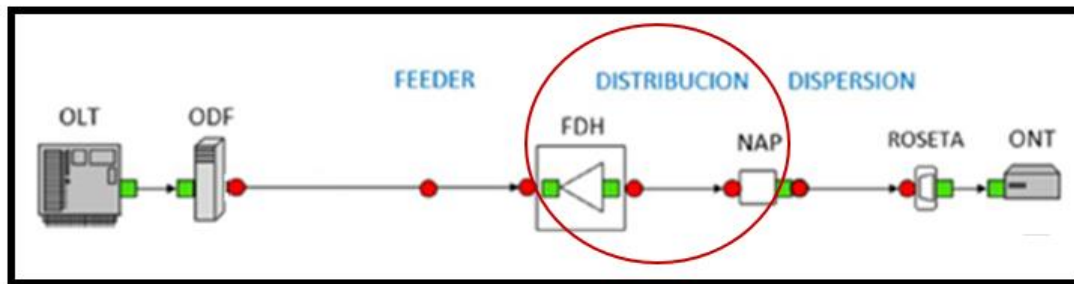 FEEDER
DISTRIBUCION
DISPERSION
OLT
ODF
FDH
NAP
ROSETA
ONT